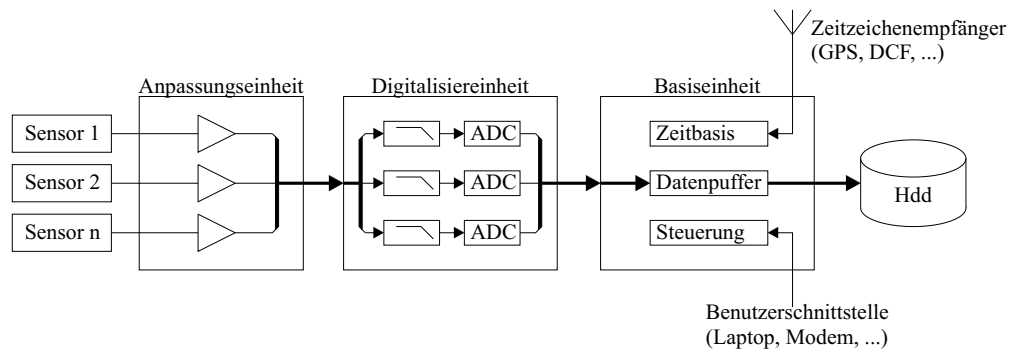 Zeitzeichenempfänger
(GPS, DCF, ...)
Anpassungseinheit
Digitalisiereinheit
Basiseinheit
Sensor 1
ADC
Zeitbasis
Sensor 2
ADC
Datenpuffer
Hdd
Sensor n
ADC
Steuerung
Benutzerschnittstelle
(Laptop, Modem, ...)